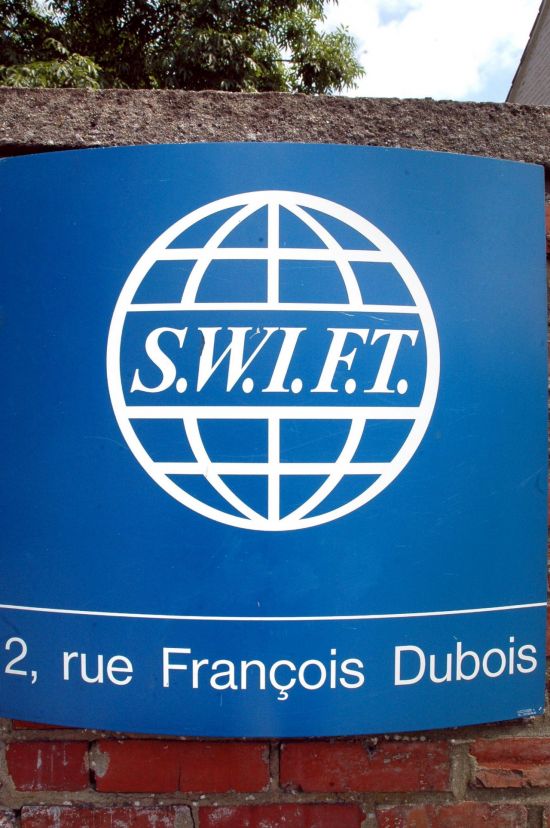 S.W.I.F.T.
2, rue François Dubois